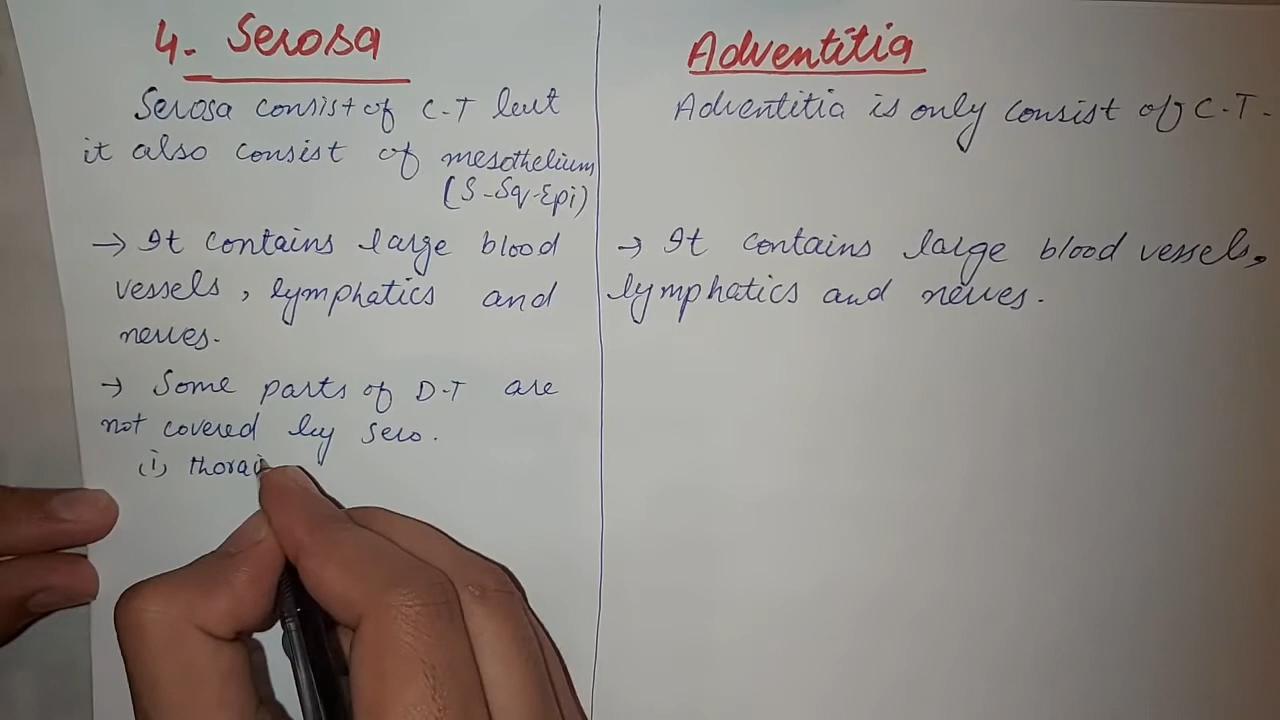 4. Serosa
Serosa consist of C.T but
it also consist of mesothelium
(S-Sq-Epi)
→ It contains large blood
vessels, lymphatics and
nerves.
→ Some parts of D.T are
not covered by sero.
(i) thorai
Adventitia
Adventitia is only consist of C.T.
→ It contains large blood vessels,
lymphatics and nerves.